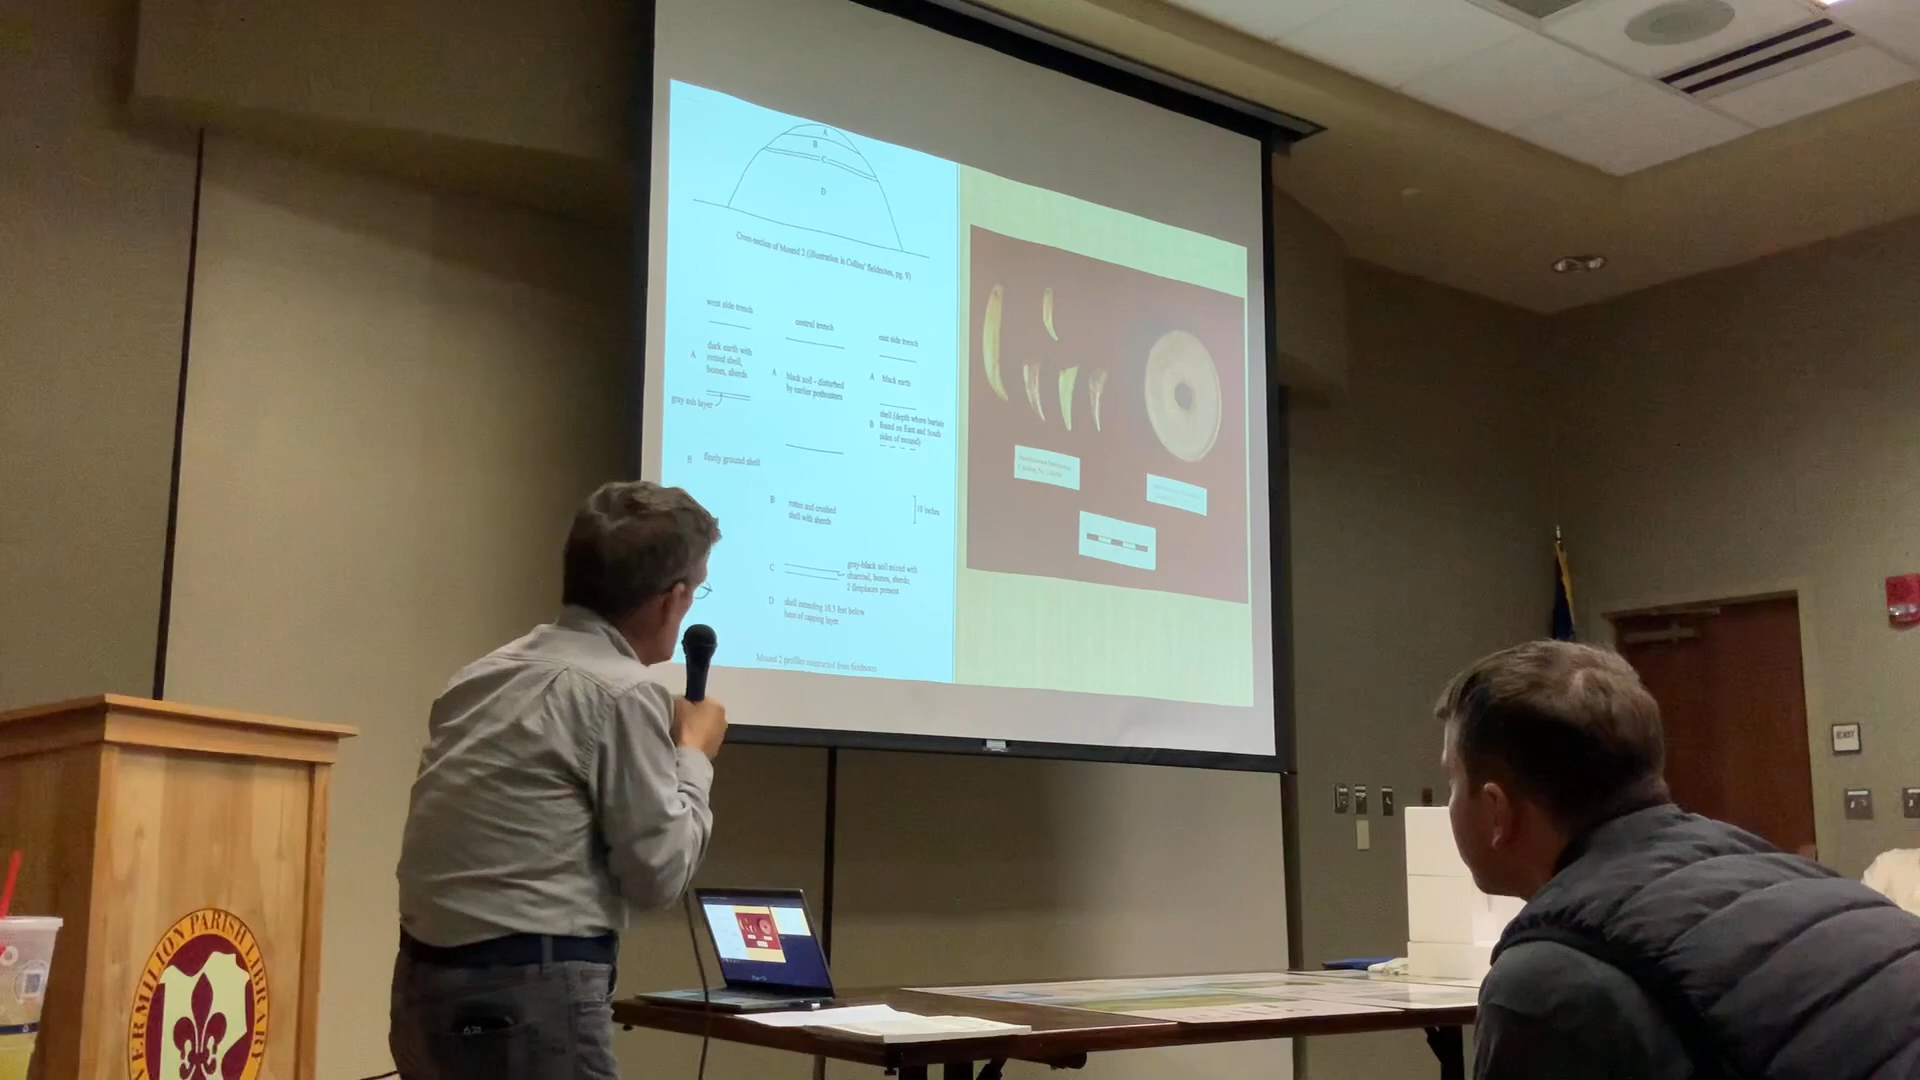 A
B
C
D
Cross-section of Mound 2 (illustration in Collins' fieldnotes, pg. 9)
west side trench
central trench
east side trench
A
dark earth with
rotted shell,
bones, sherds
gray ash layer
B
finely ground shell
A
black soil - disturbed
by earlier pothunters
B
rotten and crushed
shell with sherds
C
gray-black soil mixed with
charcoal, bones, sherds;
2 fireplaces present
D
shell extending 18.5 feet below
base of capping layer
A
black earth
B
shell (depth where burials
found on East and South
sides of mound)
10 inches
Mound 2 profiles constructed from fieldnotes
VERMILION PARISH LIBRARY
EXIT